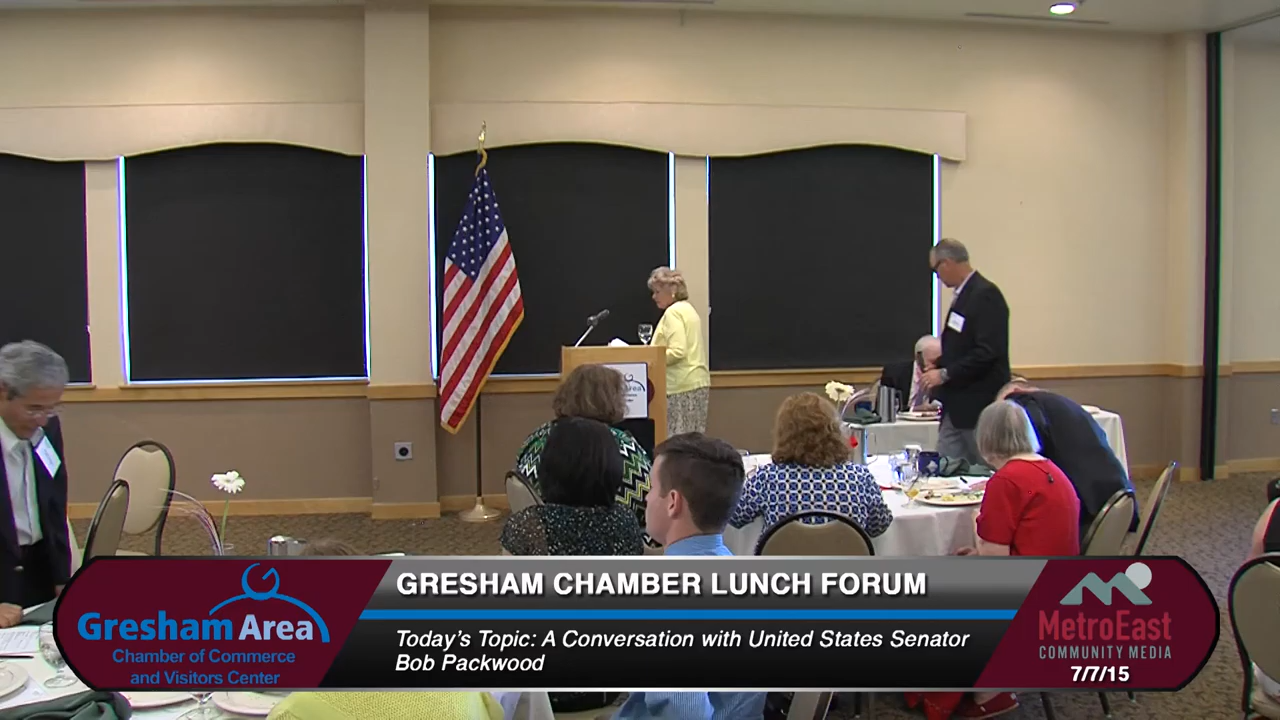 GRESHAM CHAMBER LUNCH FORUM
Today's Topic: A Conversation with United States Senator
Bob Packwood
Gresham Area
Chamber of Commerce
and Visitors Center
MetroEast
COMMUNITY MEDIA
7/7/15